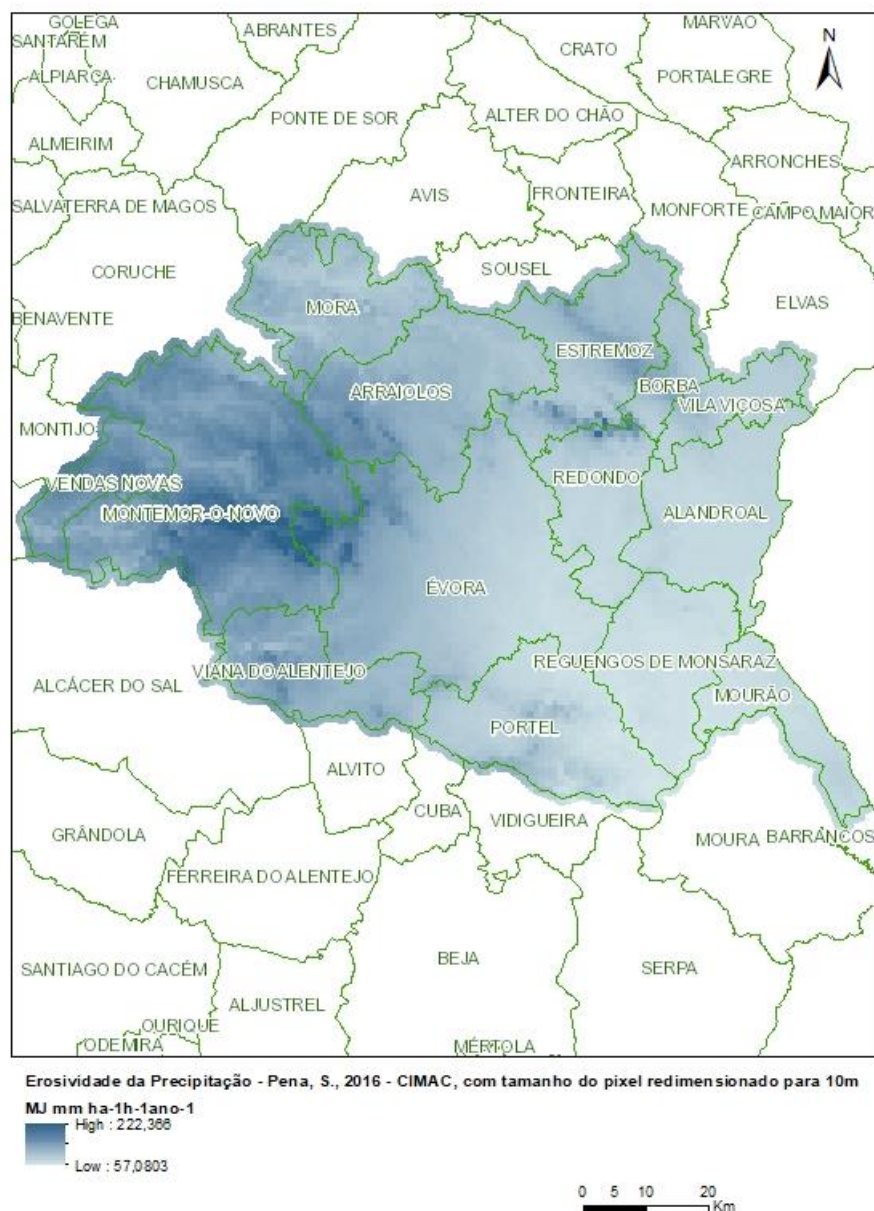 GOLEGA
SANTARÉM
ABRANTES
MARVAO
N
CRATO
ALPIARÇA
CHAMUSCA
PORTALEGRE
PONTE DE SOR
ALTER DO CHÃO
ALMEIRIM
ARRONCHES
AVIS
FRONTEIRA
SALVATERRA DE MAGOS
MONFORTE
CAMPO MAIOR
CORUCHE
SOUSEL
MORA
ELVAS
BENAVENTE
ESTREMOZ
BORBA
ARRAIOLOS
VILA VIÇOSA
MONTIJO
VENDAS NOVAS
REDONDO
MONTEMOR-O-NOVO
ALANDROAL
ÉVORA
VIANA DO ALENTEJO
REGUENGOS DE MONSARAZ
ALCÁCER DO SAL
MOURÃO
PORTEL
ALVITO
CUBA
VIDIGUEIRA
GRÂNDOLA
MOURA
BARRANCOS
FERREIRA DO ALENTEJO
BEJA
SERPA
SANTIAGO DO CACÉM
ALJUSTREL
OURIQUE
ODEMIRA
MÉRTOLA
Erosividade da Precipitação - Pena, S., 2016 - CIMAC, com tamanho do pixel redimensionado para 10m
MJ mm ha-1h-1ano-1
High : 222,366
Low : 57,0803
0 5 10 20
Km